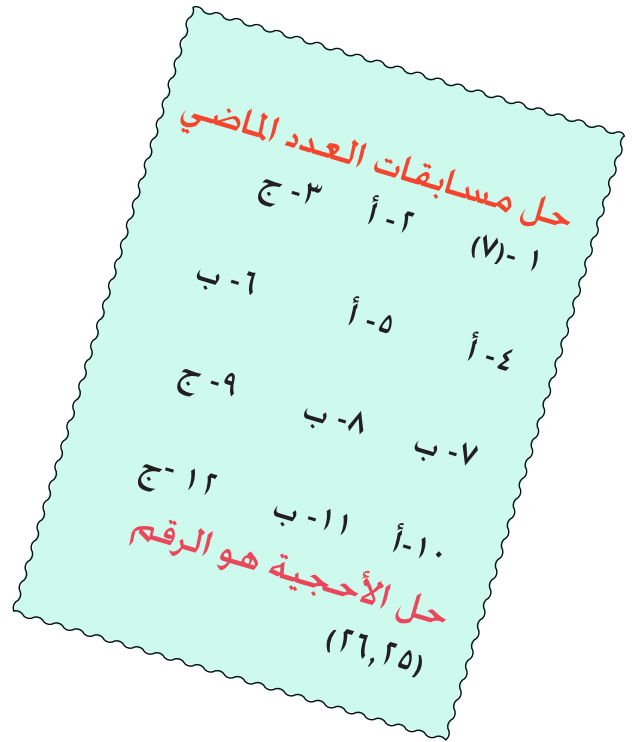 حل مسابقات العدد الماضي
١ -(٧) ٢- أ ٣- ج
٤- أ ٥- أ ٦- ب
٧- ب ٨- ب ٩- ج
١٠-أ ١١- ب ١٢ -ج
حل الأحجية هو الرقم
(٢٦,٢٥)